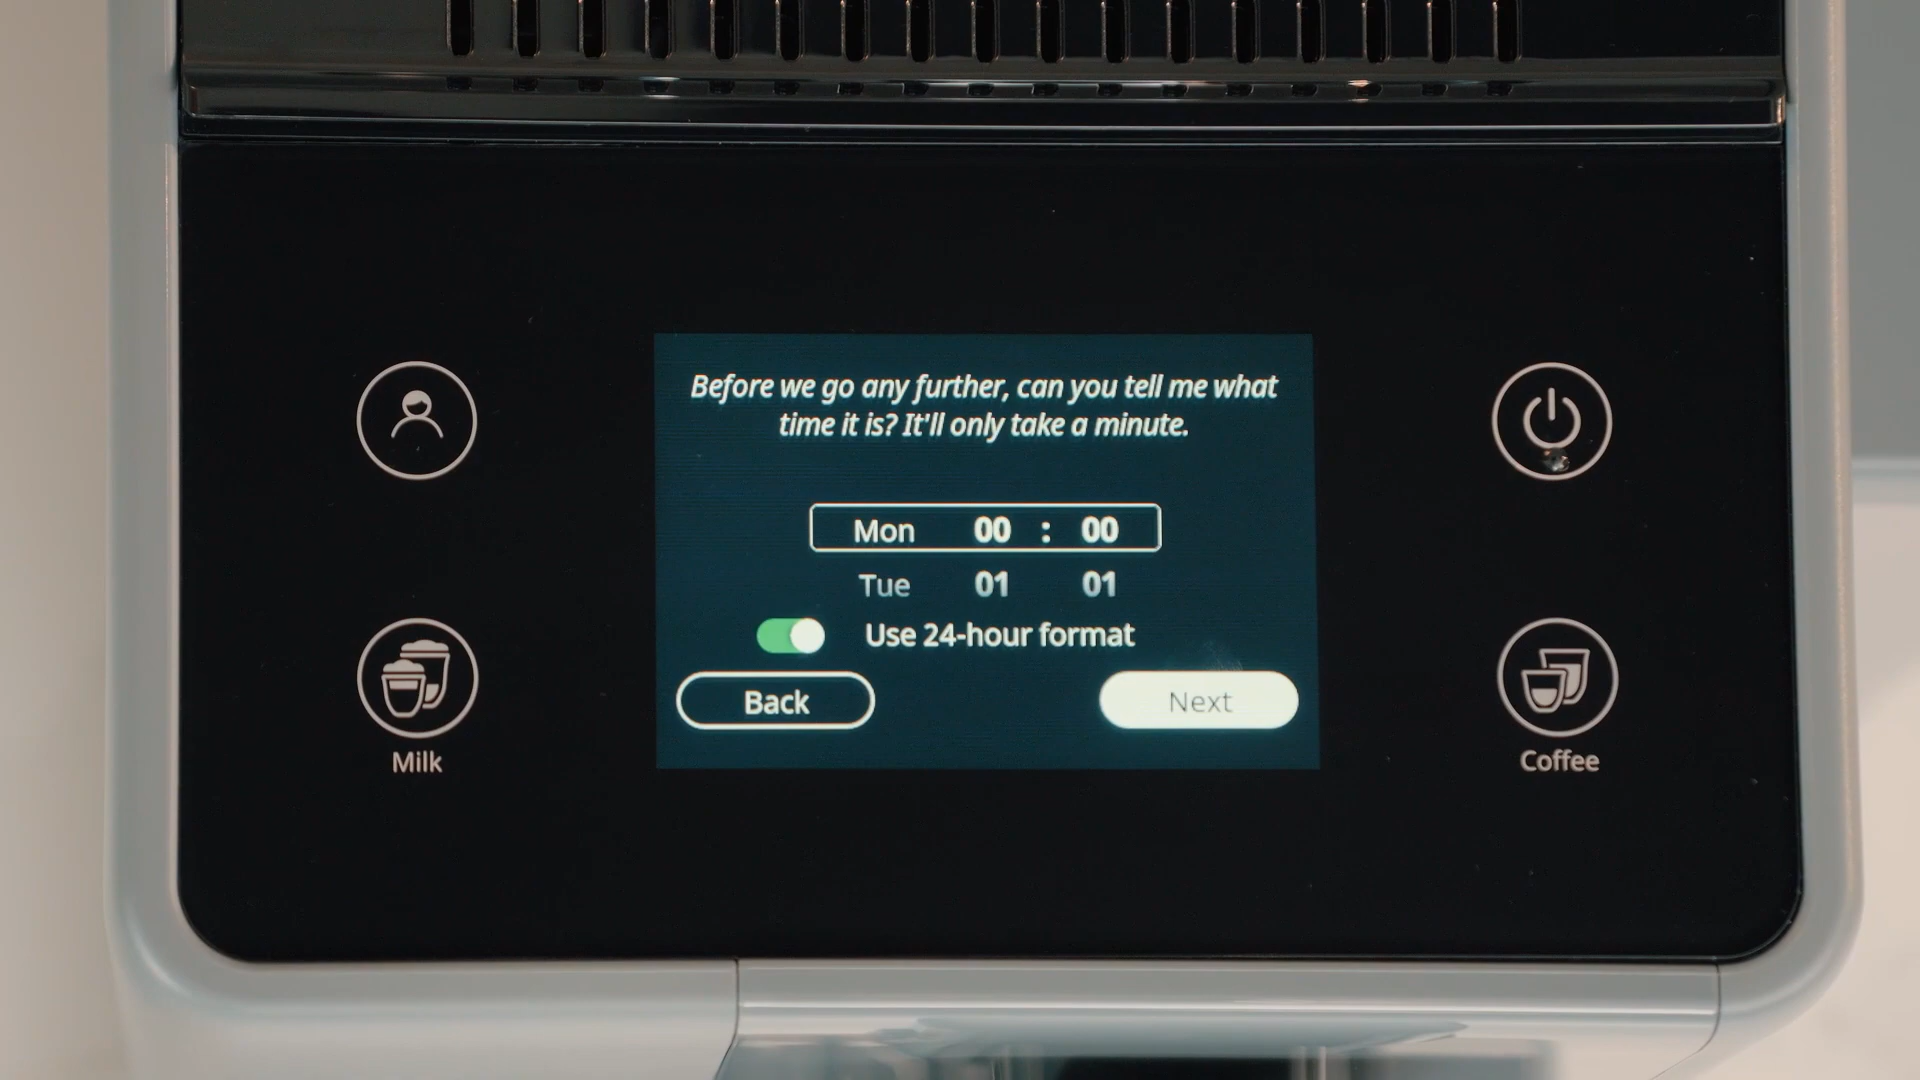 Before we go any further, can you tell me what
time it is? It'll only take a minute.
Mon 00 : 00
Tue 01 01
Use 24-hour format
Back Next
Milk
Coffee